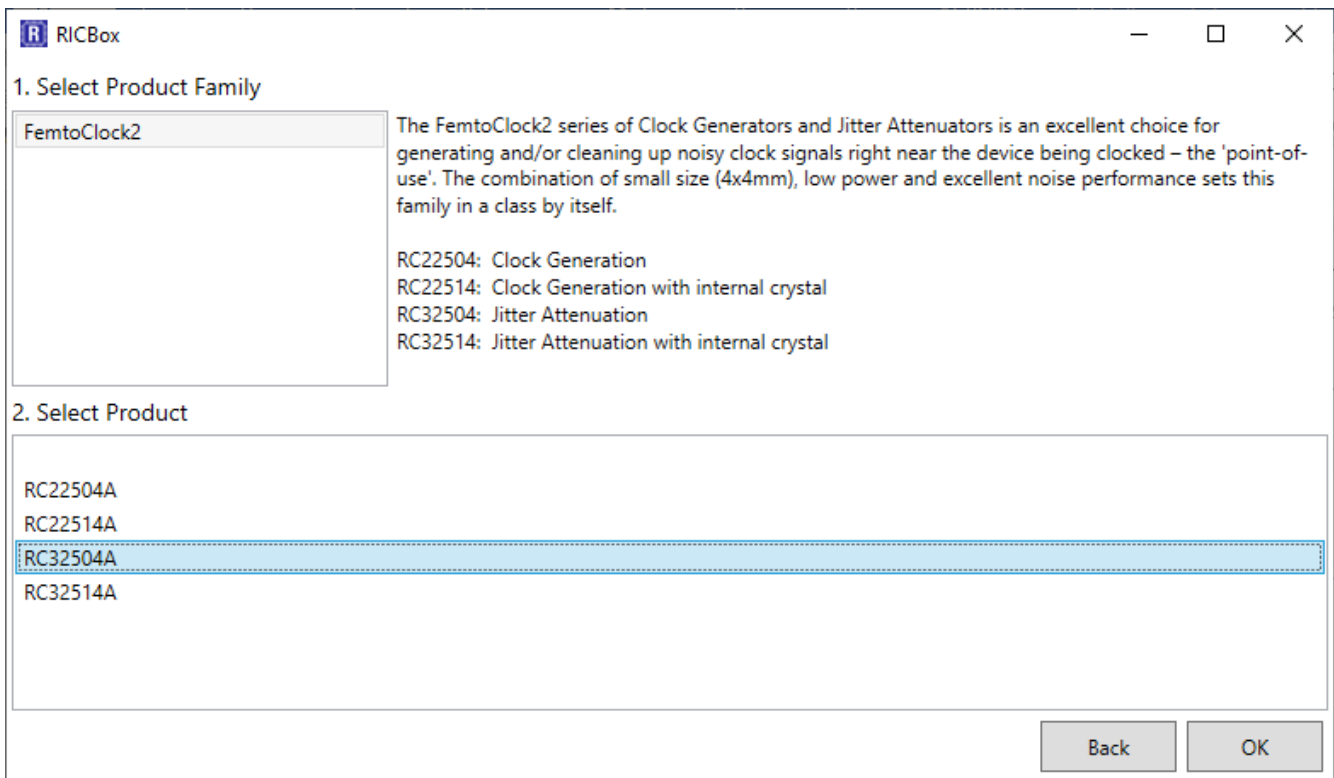 R RICBox
1. Select Product Family
FemtoClock2
The FemtoClock2 series of Clock Generators and Jitter Attenuators is an excellent choice for
generating and/or cleaning up noisy clock signals right near the device being clocked – the 'point-of-
use'. The combination of small size (4x4mm), low power and excellent noise performance sets this
family in a class by itself.
RC22504:  Clock Generation
RC22514:  Clock Generation with internal crystal
RC32504:  Jitter Attenuation
RC32514:  Jitter Attenuation with internal crystal
2. Select Product
RC22504A
RC22514A
RC32504A
RC32514A
Back OK